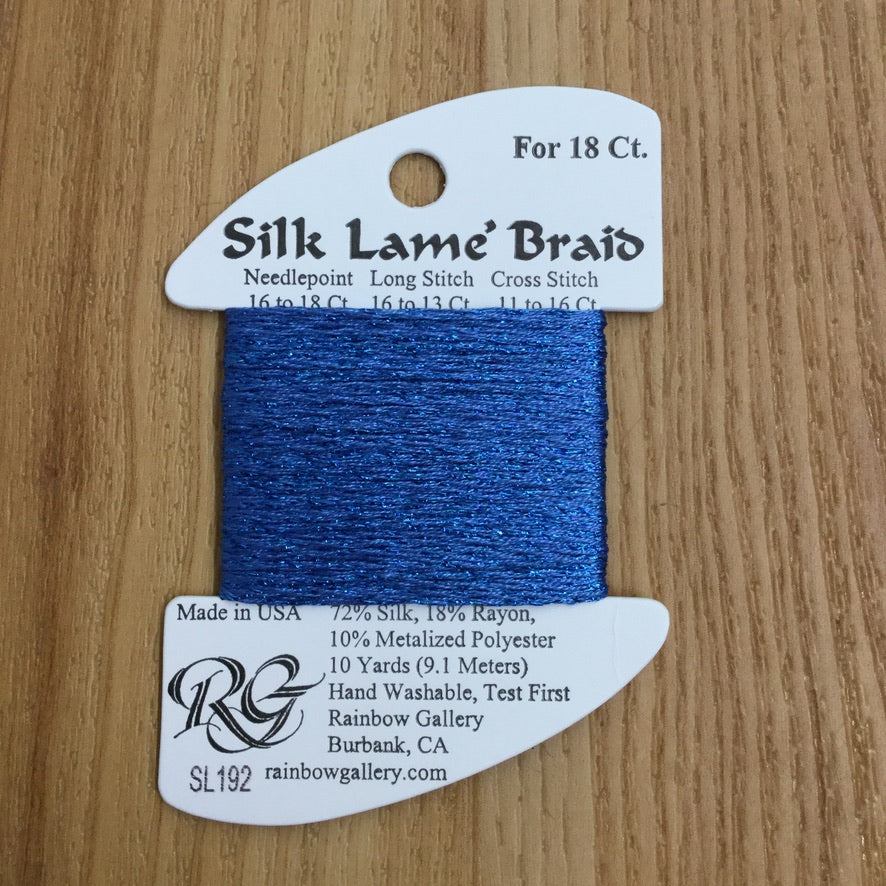 For 18 Ct.
Silk Lamé Braid
Needlepoint Long Stitch Cross Stitch
16 to 18 Ct. 16 to 13 Ct. 11 to 16 Ct.
Made in USA 72% Silk, 18% Rayon,
10% Metalized Polyester
10 Yards (9.1 Meters)
RG
Hand Washable, Test First
Rainbow Gallery
Burbank, CA
SL192 rainbowgallery.com